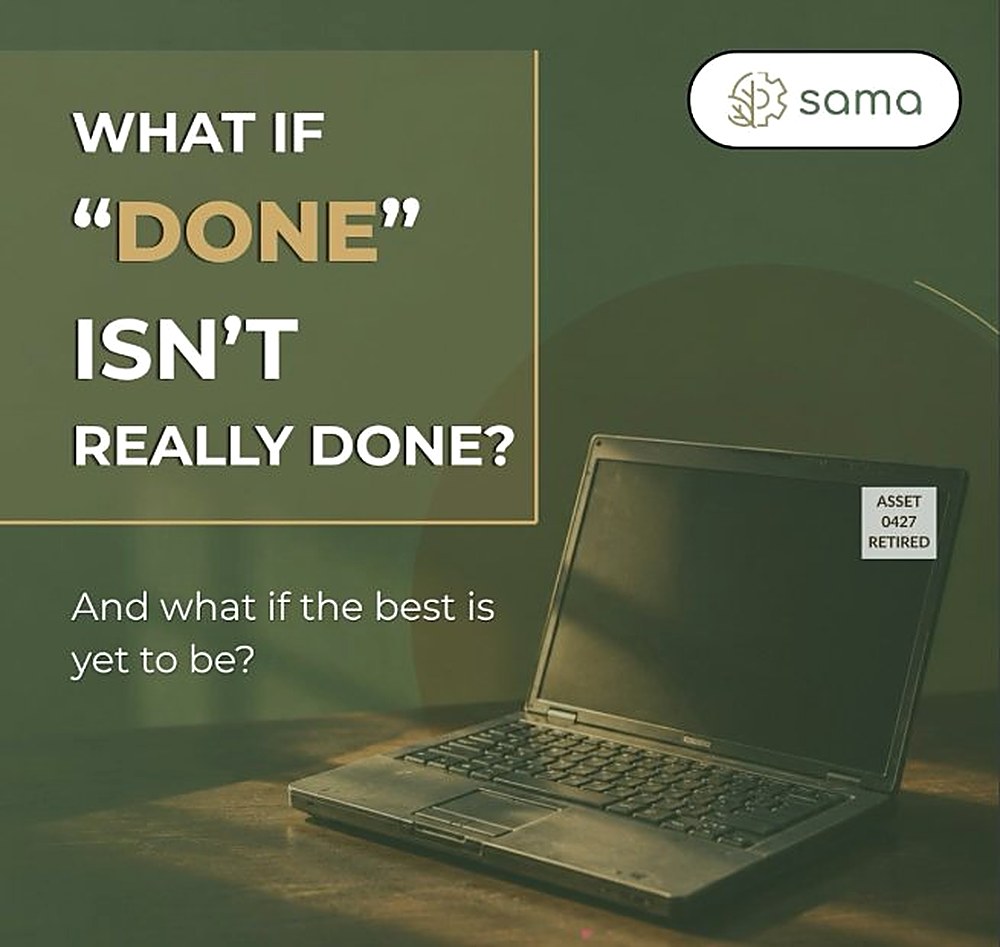 WHAT IF
“DONE”
ISN’T
REALLY DONE?
sama
And what if the best is
yet to be?
ASSET
0427
RETIRED